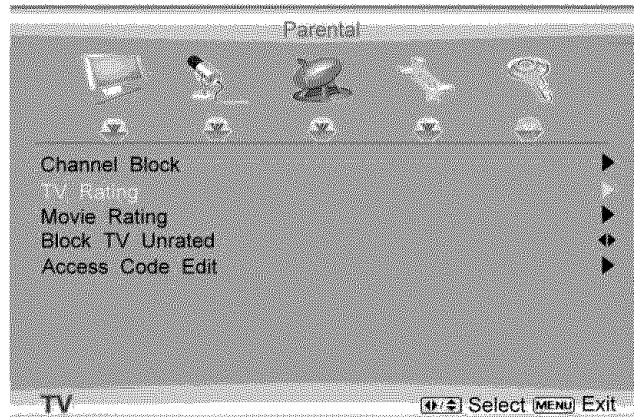 Parental
Channel Block
TV Rating
Movie Rating
Block TV Unrated
Access Code Edit
TV Select MENU Exit